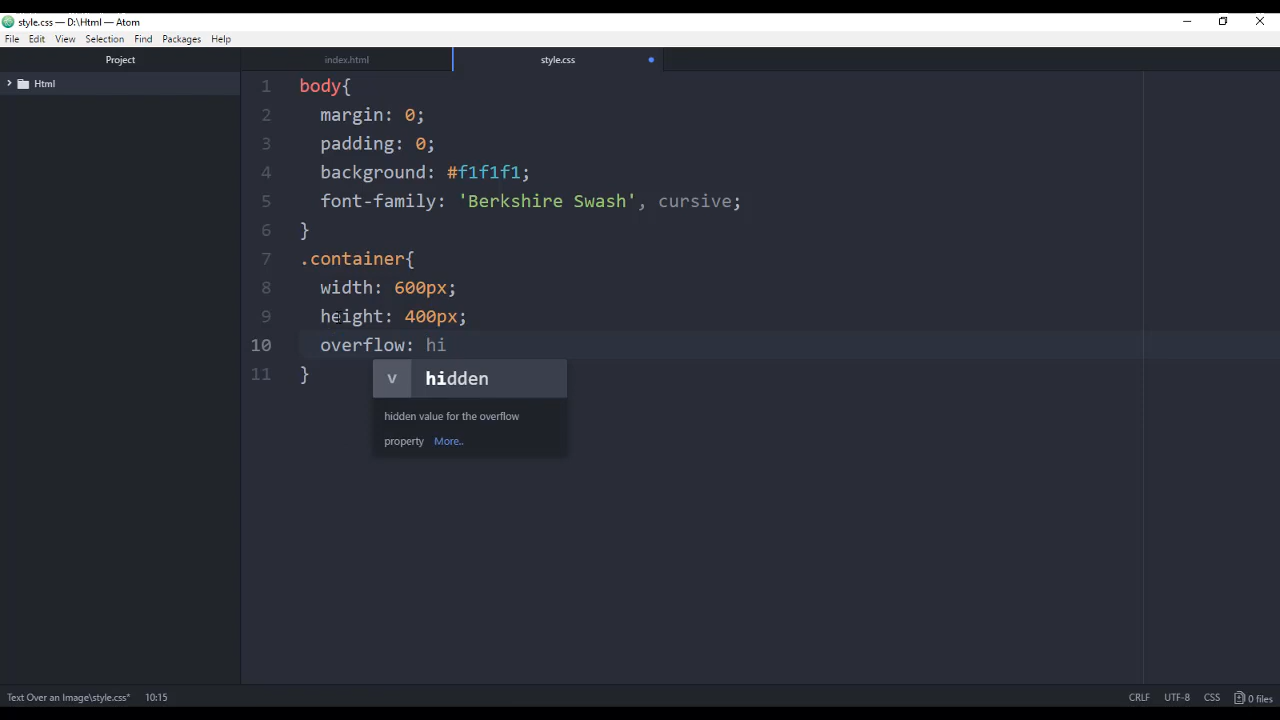 style.css — D:\Html — Atom
File Edit View Selection Find Packages Help
Project
index.html
style.css
Html
1 body{
2 margin: 0;
3 padding: 0;
4 background: #f1f1f1;
5 font-family: 'Berkshire Swash', cursive;
6 }
7 .container{
8 width: 600px;
9 height: 400px;
10 overflow: hi
11 }
v hidden
hidden value for the overflow
property More..
Text Over an Image\style.css* 10:15
CRLF UTF-8 CSS 0 files